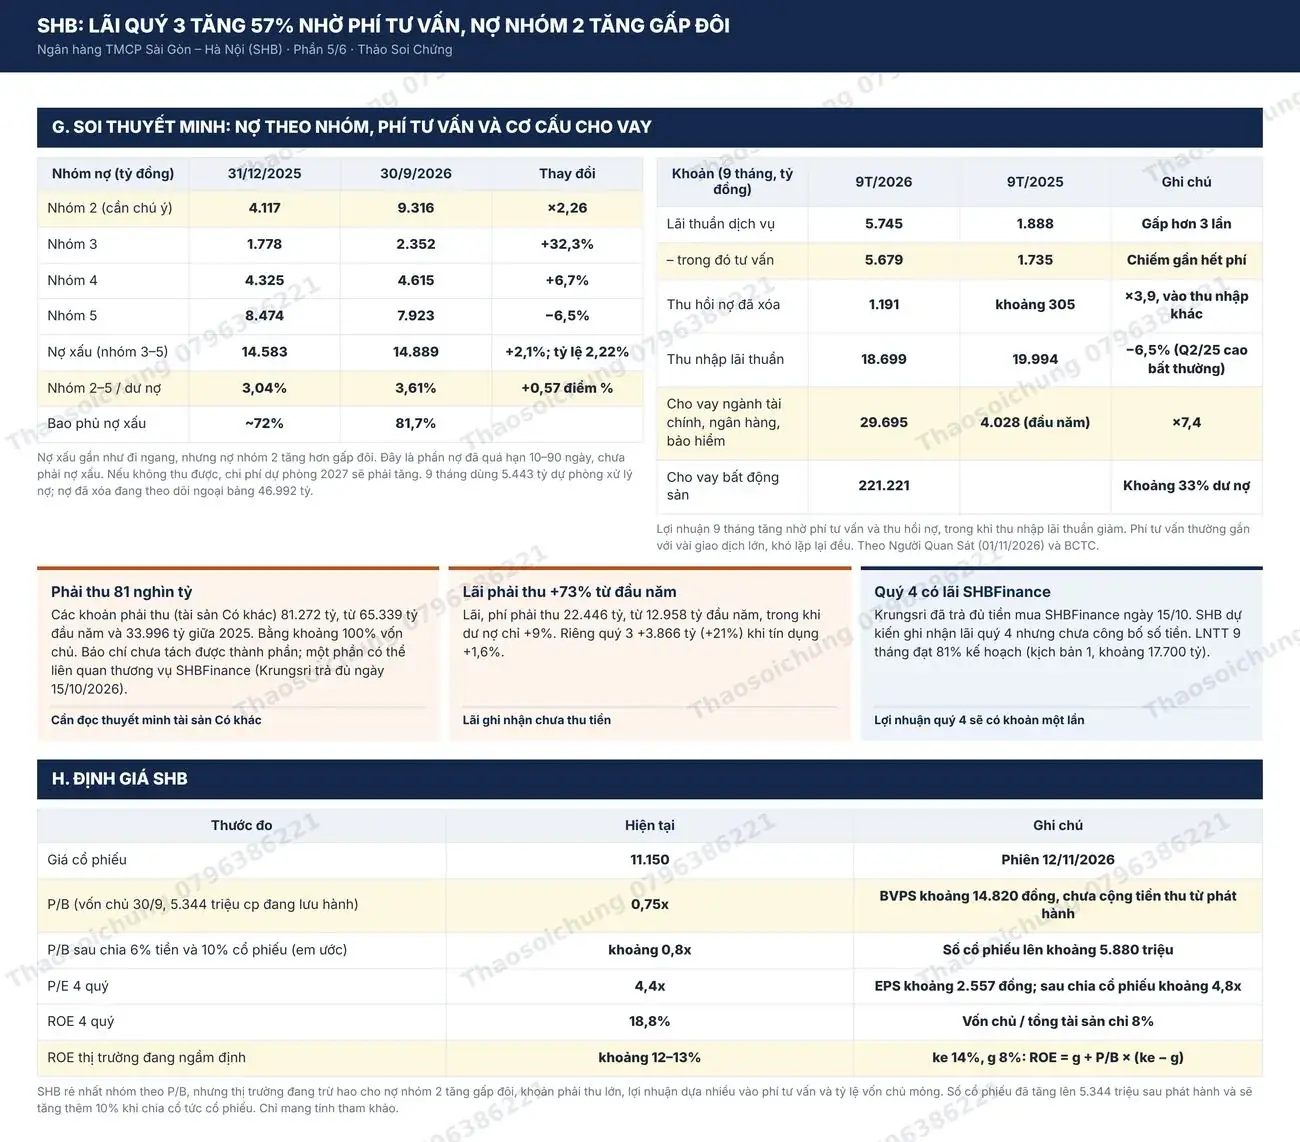 SHB: LÃI QUÝ 3 TĂNG 57% NHỜ PHÍ TƯ VẤN, NỢ NHÓM 2 TĂNG GẤP ĐÔI
Ngân hàng TMCP Sài Gòn – Hà Nội (SHB) · Phần 5/6 · Thảo Soi Chứng
G. SOI THUYẾT MINH: NỢ THEO NHÓM, PHÍ TƯ VẤN VÀ CƠ CẤU CHO VAY
Nhóm nợ (tỷ đồng) 31/12/2025 30/9/2026 Thay đổi
Nhóm 2 (cần chú ý) 4.117 9.316 ×2,26
Nhóm 3 1.778 2.352 +32,3%
Nhóm 4 4.325 4.615 +6,7%
Nhóm 5 8.474 7.923 −6,5%
Nợ xấu (nhóm 3–5) 14.583 14.889 +2,1%; tỷ lệ 2,22%
Nhóm 2–5 / dư nợ 3,04% 3,61% +0,57 điểm %
Bao phủ nợ xấu ~72% 81,7%
Nợ xấu gần như đi ngang, nhưng nợ nhóm 2 tăng hơn gấp đôi. Đây là phần nợ đã quá hạn 10–90 ngày, chưa
phải nợ xấu. Nếu không thu được, chi phí dự phòng 2027 sẽ phải tăng. 9 tháng dùng 5.443 tỷ dự phòng xử lý
nợ; nợ đã xóa đang theo dõi ngoại bảng 46.992 tỷ.
Khoản (9 tháng, tỷ
đồng) 9T/2026 9T/2025 Ghi chú
Lãi thuần dịch vụ 5.745 1.888 Gấp hơn 3 lần
– trong đó tư vấn 5.679 1.735 Chiếm gần hết phí
Thu hồi nợ đã xóa 1.191 khoảng 305 ×3,9, vào thu nhập
khác
Thu nhập lãi thuần 18.699 19.994 −6,5% (Q2/25 cao
bất thường)
Cho vay ngành tài
chính, ngân hàng,
bảo hiểm 29.695 4.028 (đầu năm) ×7,4
Cho vay bất động
sản 221.221 Khoảng 33% dư nợ
Lợi nhuận 9 tháng tăng nhờ phí tư vấn và thu hồi nợ, trong khi thu nhập lãi thuần giảm. Phí tư vấn thường gắn
với vài giao dịch lớn, khó lặp lại đều. Theo Người Quan Sát (01/11/2026) và BCTC.
Phải thu 81 nghìn tỷ
Các khoản phải thu (tài sản Có khác) 81.272 tỷ, từ 65.339 tỷ
đầu năm và 33.996 tỷ giữa 2025. Bằng khoảng 100% vốn
chủ. Báo chí chưa tách được thành phần; một phần có thể
liên quan thương vụ SHBFinance (Krungsri trả đủ ngày
15/10/2026).
Cần đọc thuyết minh tài sản Có khác
Lãi phải thu +73% từ đầu năm
Lãi, phí phải thu 22.446 tỷ, từ 12.958 tỷ đầu năm, trong khi
dư nợ chỉ +9%. Riêng quý 3 +3.866 tỷ (+21%) khi tín dụng
+1,6%.
Lãi ghi nhận chưa thu tiền
Quý 4 có lãi SHBFinance
Krungsri đã trả đủ tiền mua SHBFinance ngày 15/10. SHB dự
kiến ghi nhận lãi quý 4 nhưng chưa công bố số tiền. LNTT 9
tháng đạt 81% kế hoạch (kịch bản 1, khoảng 17.700 tỷ).
Lợi nhuận quý 4 sẽ có khoản một lần
H. ĐỊNH GIÁ SHB
Thước đo Hiện tại Ghi chú
Giá cổ phiếu 11.150 Phiên 12/11/2026
P/B (vốn chủ 30/9, 5.344 triệu cp đang lưu hành) 0,75x BVPS khoảng 14.820 đồng, chưa cộng tiền thu từ phát
hành
P/B sau chia 6% tiền và 10% cổ phiếu (em ước) khoảng 0,8x Số cổ phiếu lên khoảng 5.880 triệu
P/E 4 quý 4,4x EPS khoảng 2.557 đồng; sau chia cổ phiếu khoảng 4,8x
ROE 4 quý 18,8% Vốn chủ / tổng tài sản chỉ 8%
ROE thị trường đang ngầm định khoảng 12–13% ke 14%, g 8%: ROE = g + P/B × (ke − g)
SHB rẻ nhất nhóm theo P/B, nhưng thị trường đang trừ hao cho nợ nhóm 2 tăng gấp đôi, khoản phải thu lớn, lợi nhuận dựa nhiều vào phí tư vấn và tỷ lệ vốn chủ mỏng. Số cổ phiếu đã tăng lên 5.344 triệu sau phát hành và sẽ
tăng thêm 10% khi chia cổ tức cổ phiếu. Chỉ mang tính tham khảo.
Thaosoichung 0796386221